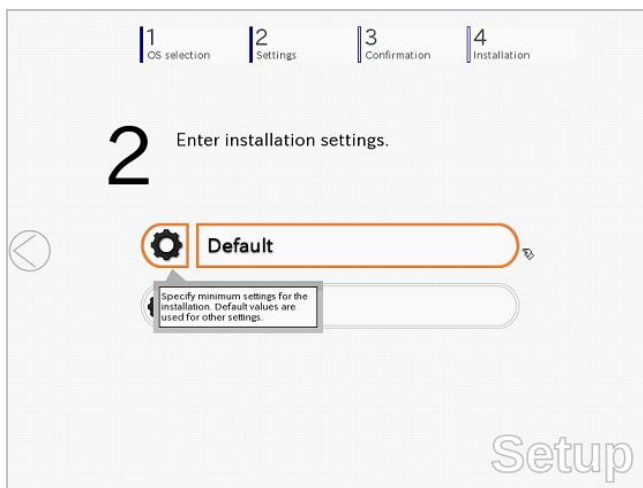 1
OS selection
2
Settings
3
Confirmation
4
Installation
2
Enter installation settings.
Default
Specify minimum settings for the
installation. Default values are
used for other settings.
Setup